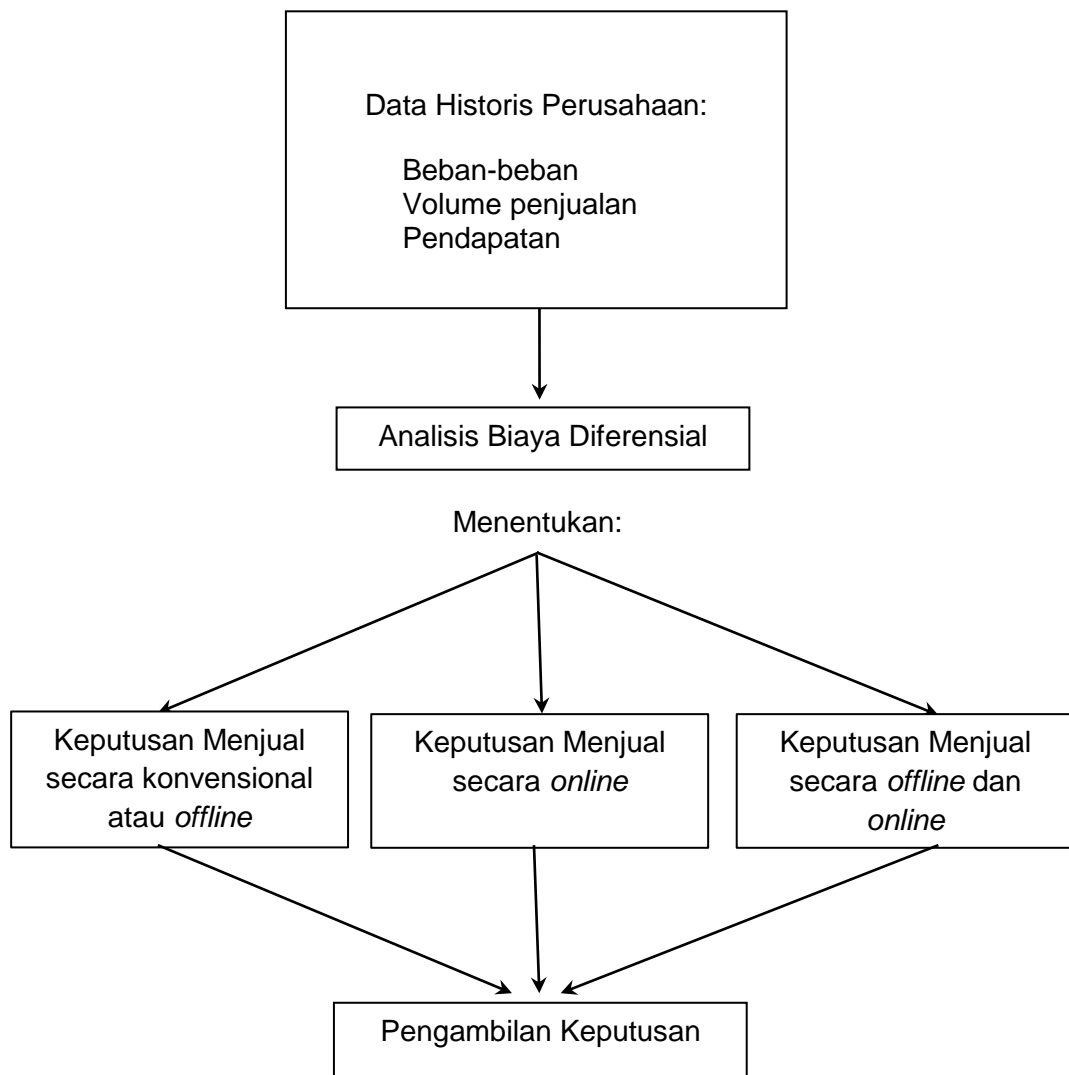 Data Historis Perusahaan:
Beban-beban
Volume penjualan
Pendapatan
Analisis Biaya Diferensial
Menentukan:
Keputusan Menjual
secara konvensional
atau offline
Keputusan Menjual
secara online
Keputusan Menjual
secara offline dan
online
Pengambilan Keputusan